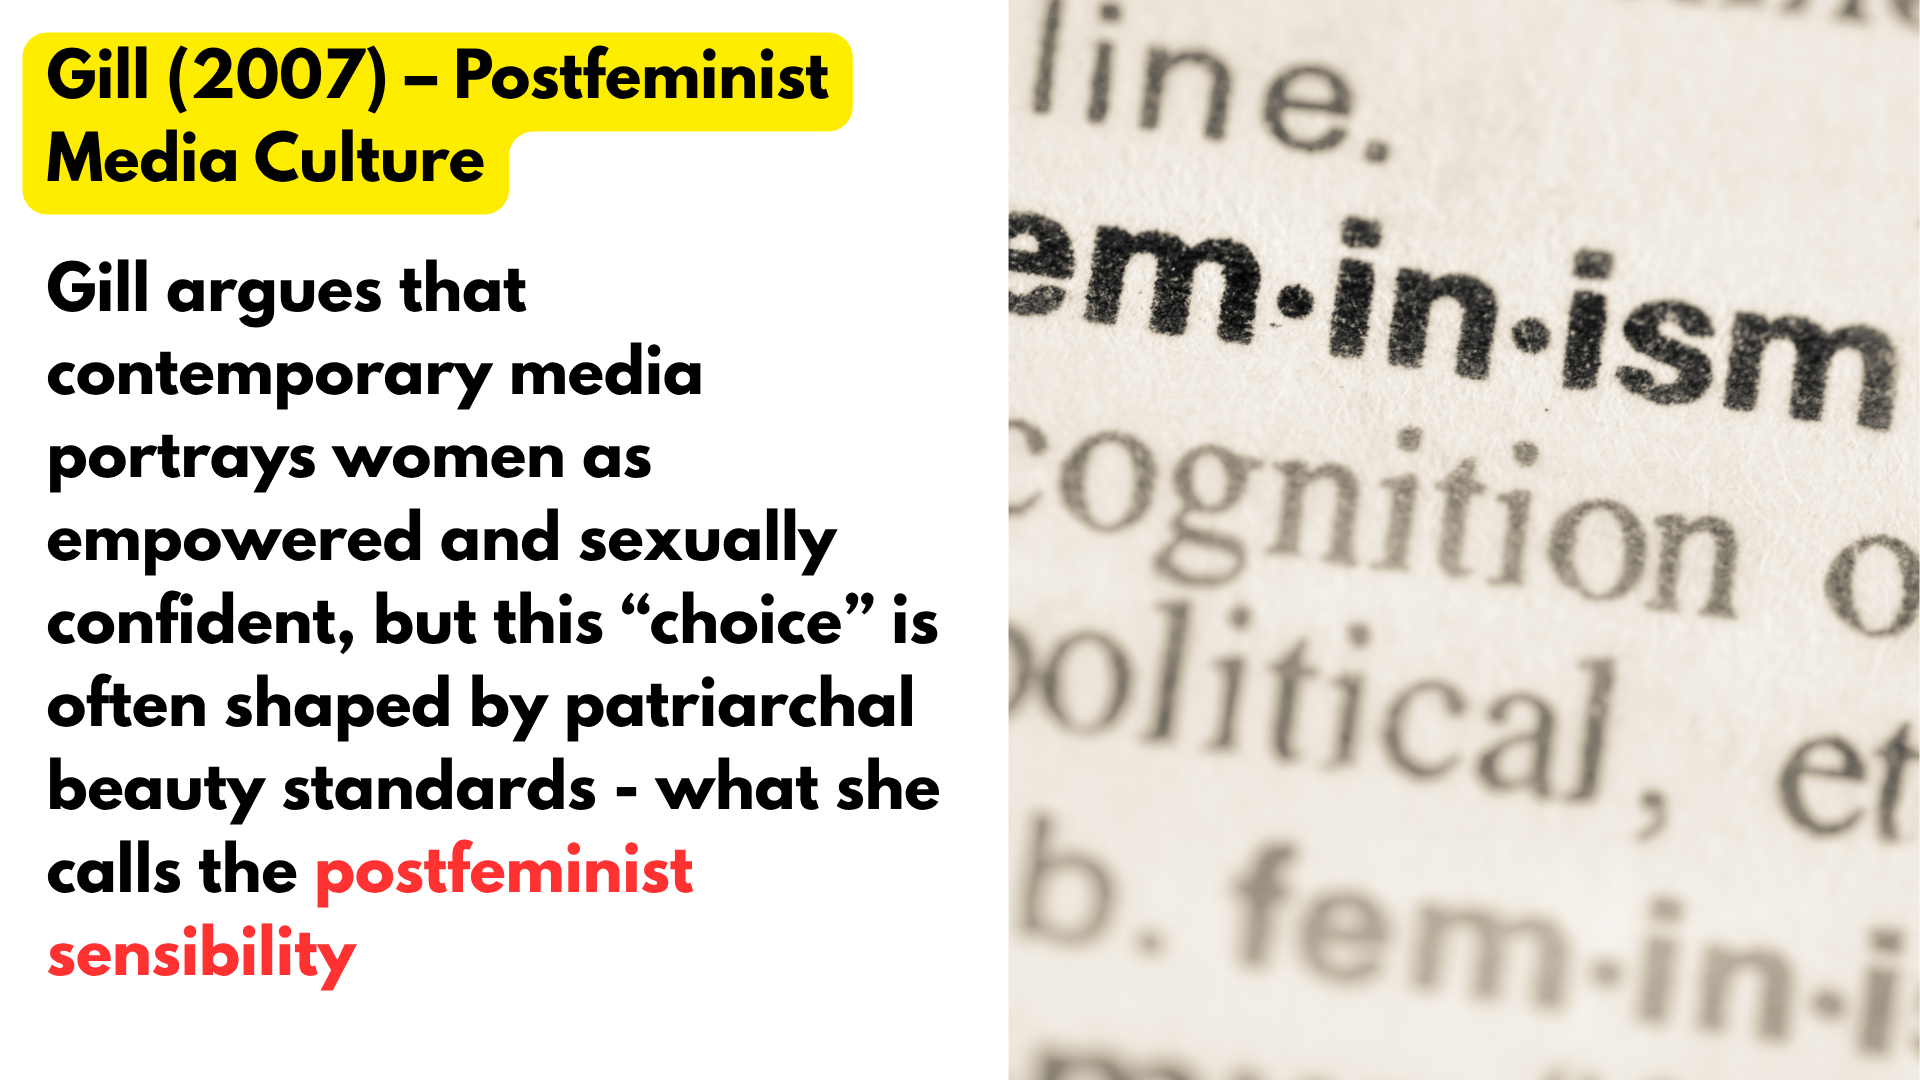 Gill (2007) – Postfeminist
Media Culture
Gill argues that
contemporary media
portrays women as
empowered and sexually
confident, but this “choice” is
often shaped by patriarchal
beauty standards - what she
calls the postfeminist
sensibility
line.
em·in·ism
cognition o
political, et
b. fem·in·i